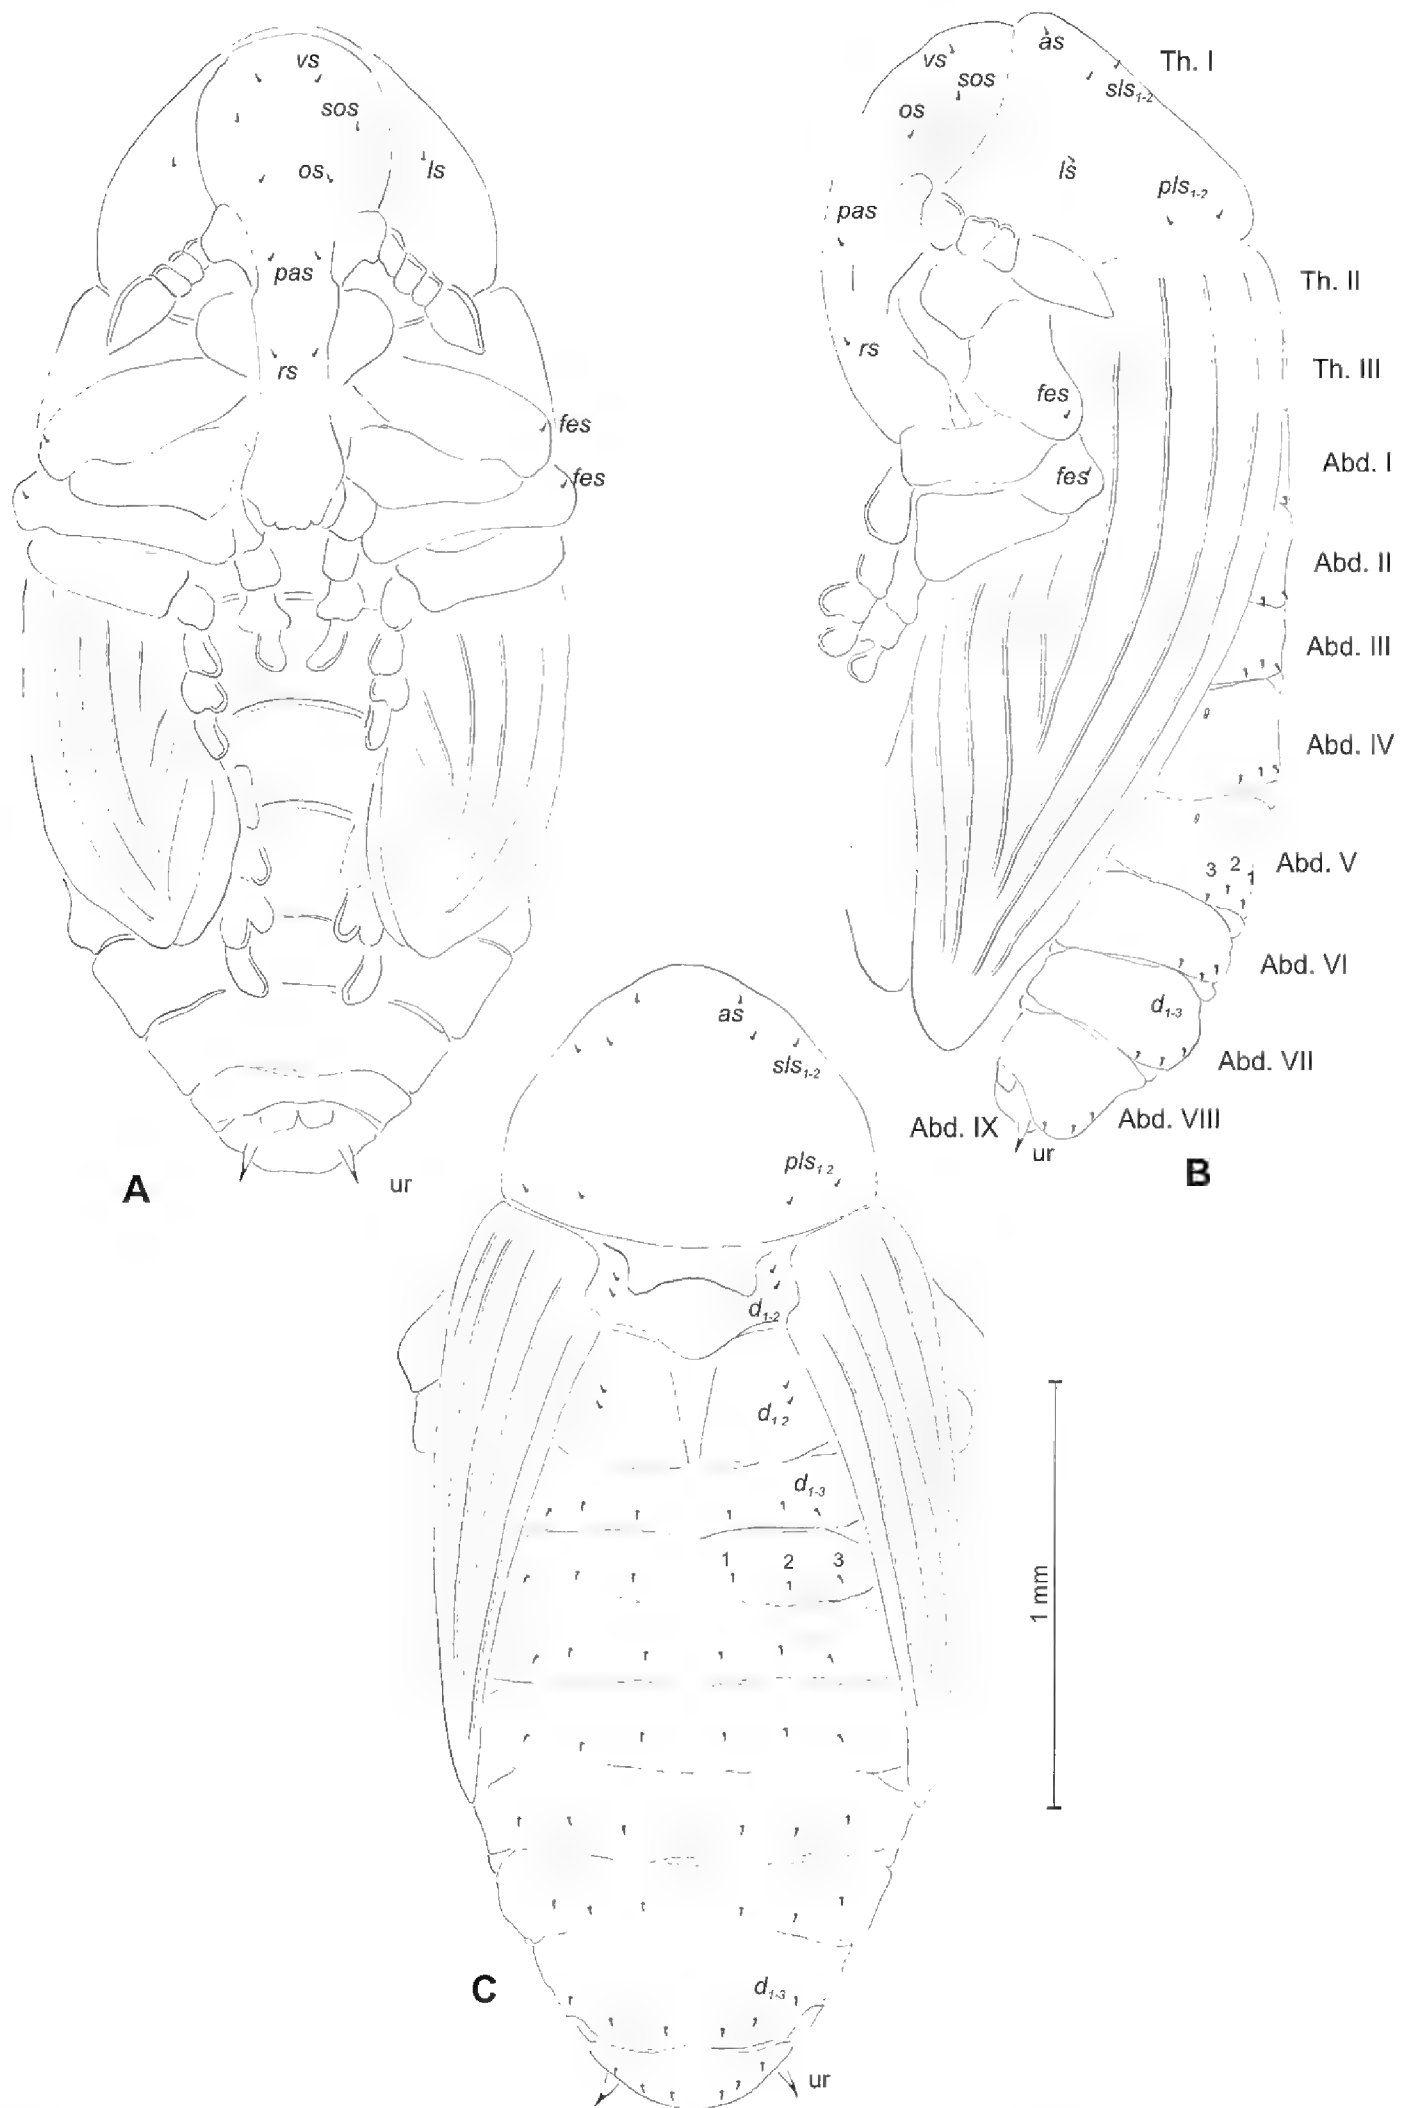 vs
sos
os
ls
pas
rs
fes
fes
A
ur
as
Th. I
vs
sos
sls1-2
os
ls
pls1-2
pas
Th. II
rs
Th. III
fes
Abd. I
fes
Abd. II
Abd. III
Abd. IV
Abd. V
3 2 1
Abd. VI
d1-3
Abd. VII
Abd. VIII
Abd. IX
ur
B
as
sls1-2
pls1 2
d1-2
d1 2
d1-3
1 2 3
1 mm
C
d1-3
ur